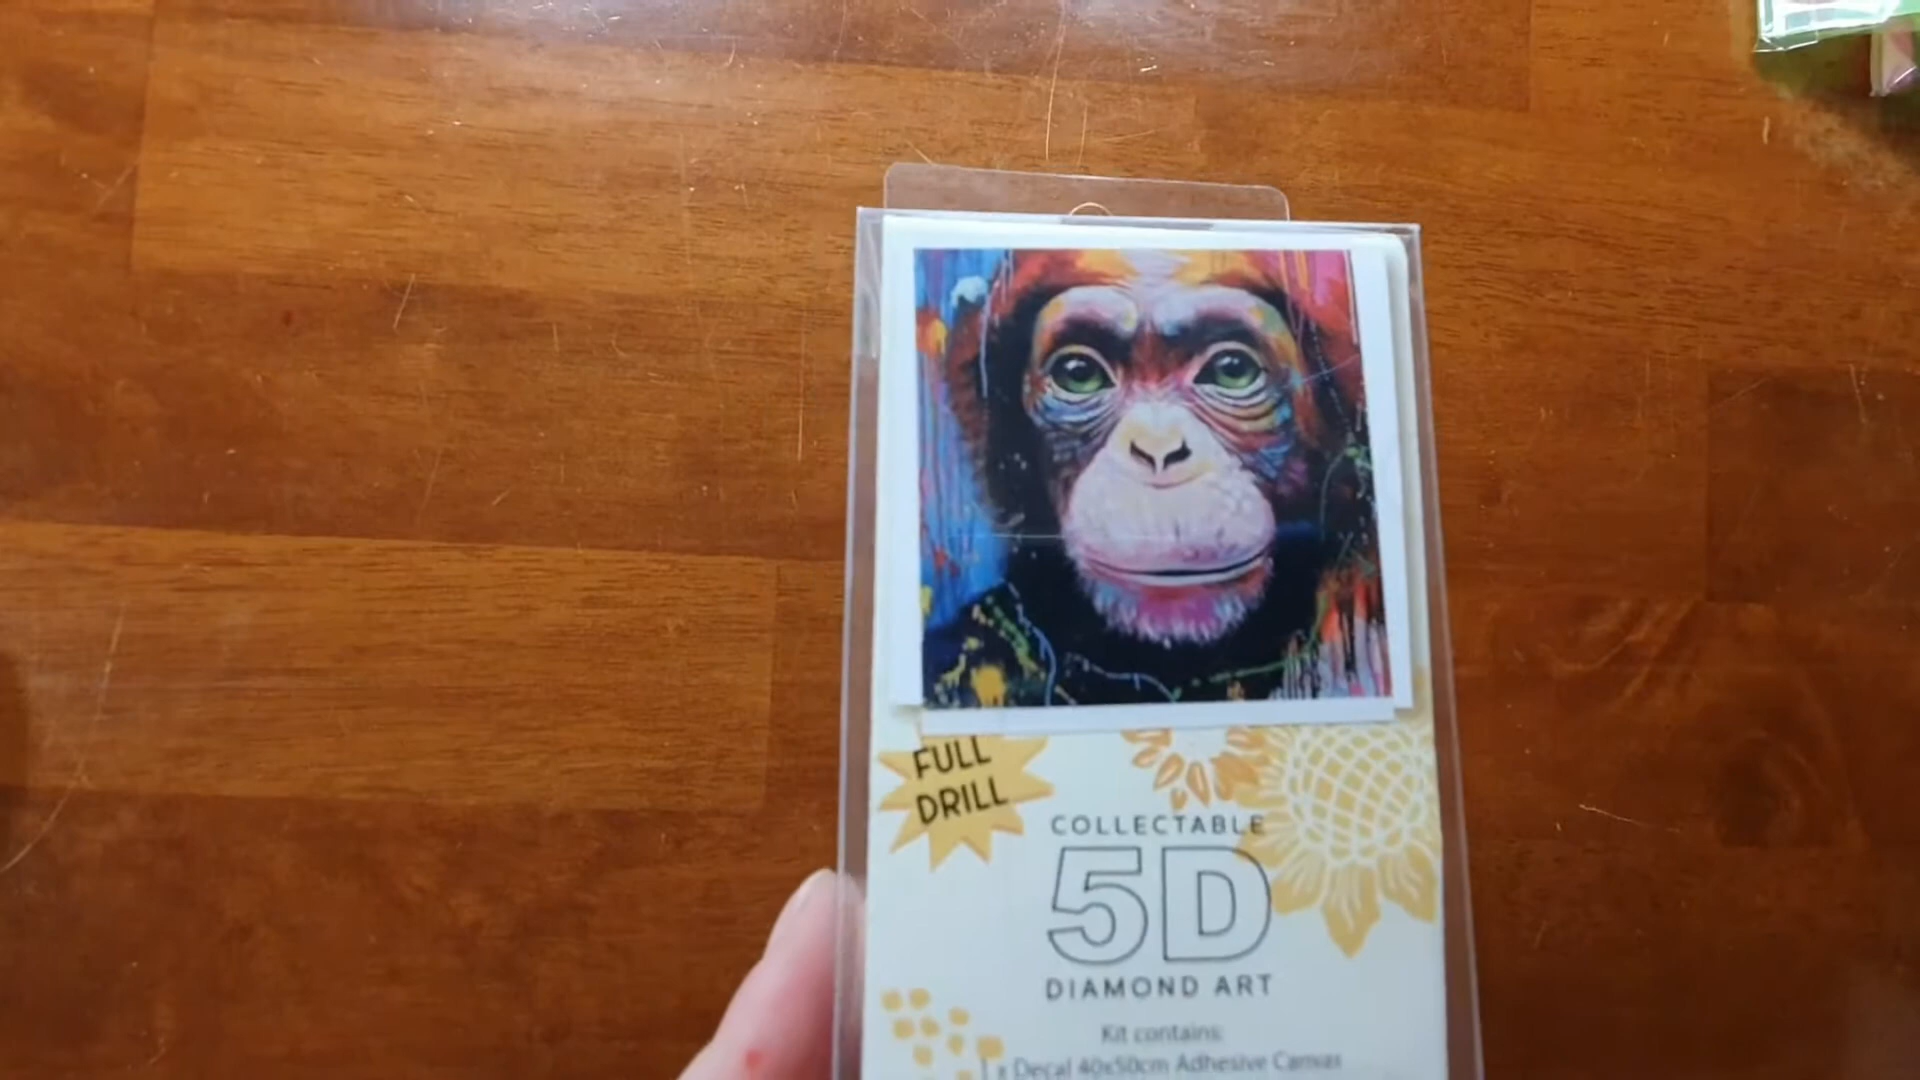 FULL
DRILL
COLLECTABLE
5D
DIAMOND ART
Kit contains:
1 x Decal 40x50cm Adhesive Canvas